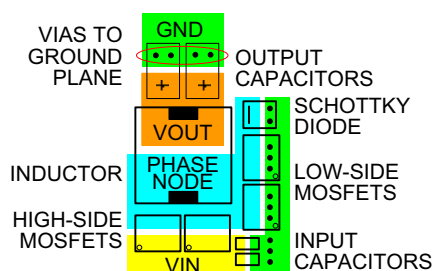 VIAS TO
GROUND
PLANE
GND
OUTPUT
CAPACITORS
VOUT
SCHOTTKY
DIODE
INDUCTOR
PHASE
NODE
LOW-SIDE
MOSFETS
HIGH-SIDE
MOSFETS
VIN
INPUT
CAPACITORS